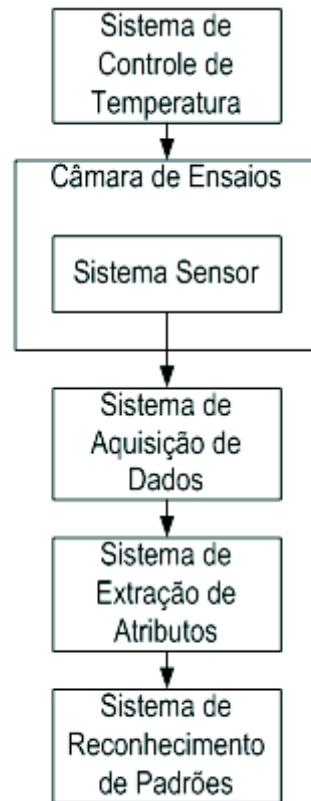 Sistema de
Controle de
Temperatura
Câmara de Ensaios
Sistema Sensor
Sistema de
Aquisição de
Dados
Sistema de
Extração de
Atributos
Sistema de
Reconhecimento
de Padrões